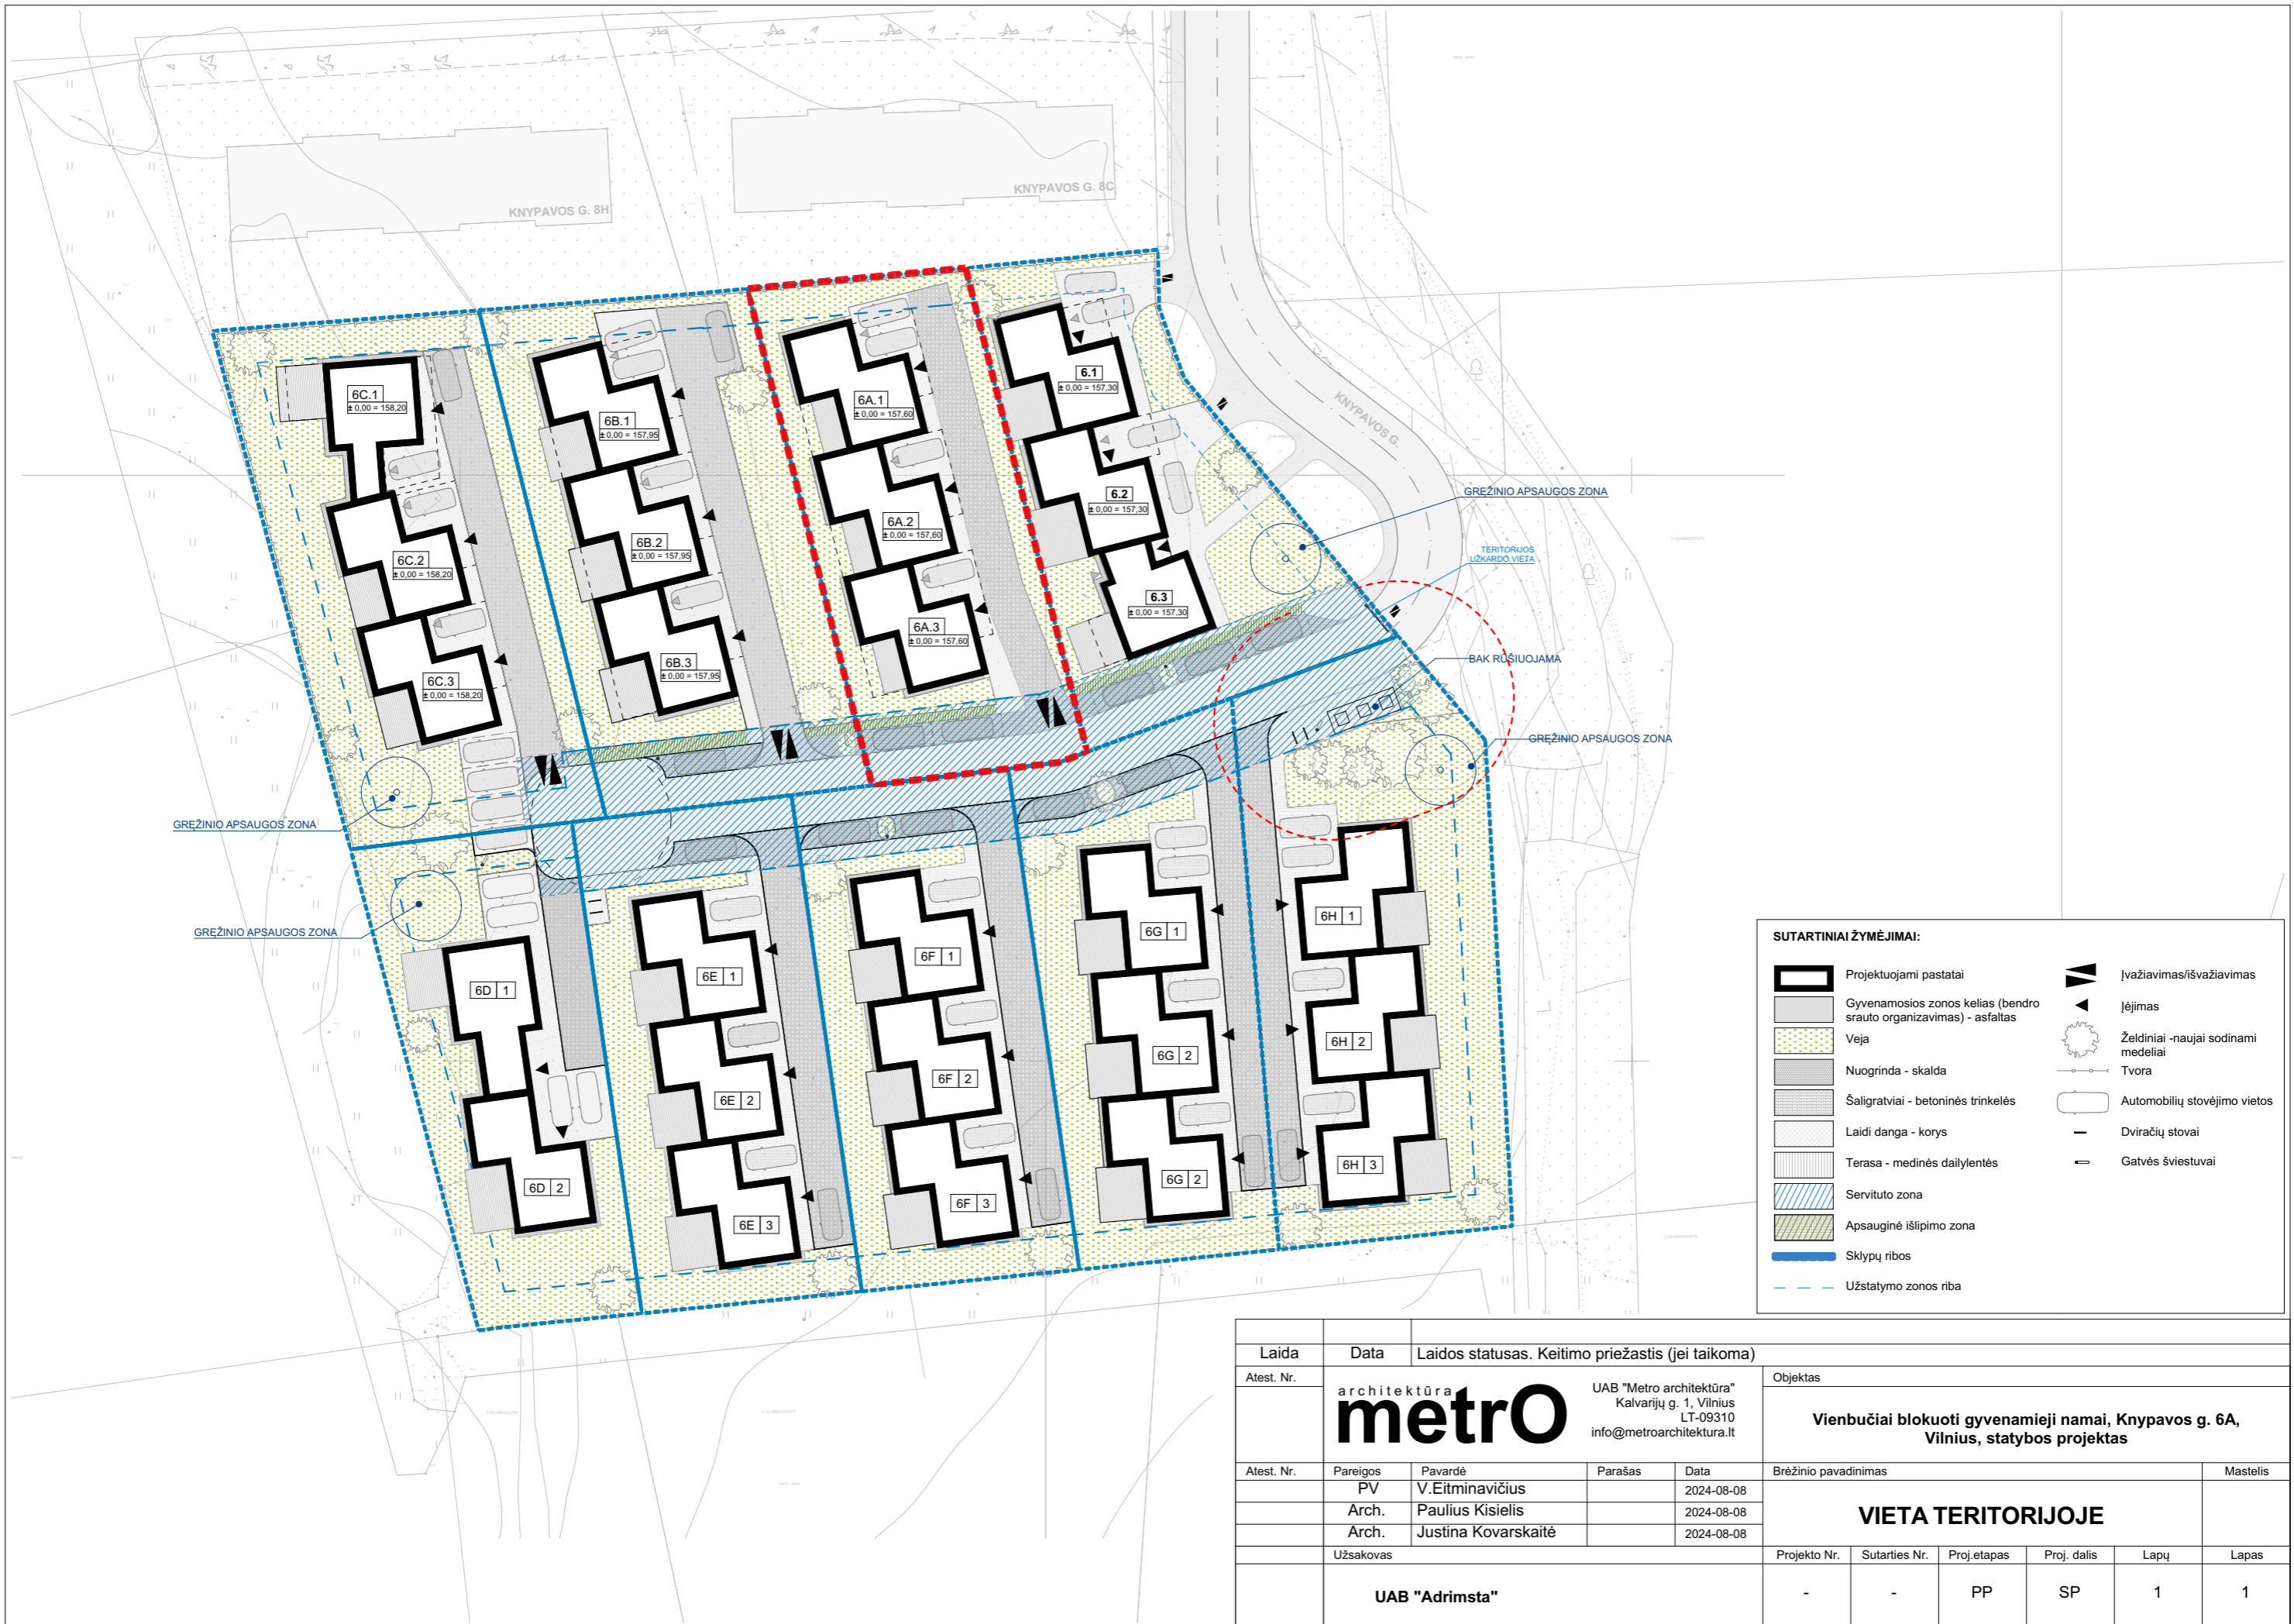 KNYPAVOS G. 8H
KNYPAVOS G. 8C
KNYPAVOS G.
6C.1
± 0,00 = 158,20
6C.2
± 0,00 = 158,20
6C.3
± 0,00 = 158,20
6B.1
± 0,00 = 157,95
6B.2
± 0,00 = 157,95
6B.3
± 0,00 = 157,95
6A.1
± 0,00 = 157,60
6A.2
± 0,00 = 157,60
6A.3
± 0,00 = 157,60
6.1
± 0,00 = 157,30
6.2
± 0,00 = 157,30
6.3
± 0,00 = 157,30
GRĘŽINIO APSAUGOS ZONA
TERITORIJOS
UŽKARDO VIETA
BAK RŪŠIUOJAMA
GRĘŽINIO APSAUGOS ZONA
GRĘŽINIO APSAUGOS ZONA
GRĘŽINIO APSAUGOS ZONA
6D 1
6D 2
6E 1
6E 2
6E 3
6F 1
6F 2
6F 3
6G 1
6G 2
6G 2
6H 1
6H 2
6H 3
SUTARTINIAI ŽYMĖJIMAI:
Projektuojami pastatai
Gyvenamosios zonos kelias (bendro
srauto organizavimas) - asfaltas
Veja
Nuogrinda - skalda
Šaligratviai - betoninės trinkelės
Laidi danga - korys
Terasa - medinės dailylentės
Servituto zona
Apsauginė išlipimo zona
Sklypų ribos
Užstatymo zonos riba
Įvažiavimas/išvažiavimas
Įėjimas
Želdiniai -naujai sodinami
medeliai
Tvora
Automobilių stovėjimo vietos
Dviračių stovai
Gatvės šviestuvai
Laida Data Laidos statusas. Keitimo priežastis (jei taikoma)
Atest. Nr.
architektūra
metrO
UAB "Metro architektūra"
Kalvarijų g. 1, Vilnius
LT-09310
info@metroarchitektura.lt
Objektas
Vienbučiai blokuoti gyvenamieji namai, Knypavos g. 6A,
Vilnius, statybos projektas
Atest. Nr. Pareigos Pavardė Parašas Data
PV V.Eitminavičius 2024-08-08
Arch. Paulius Kisielis 2024-08-08
Arch. Justina Kovarskaitė 2024-08-08
Brėžinio pavadinimas Mastelis
VIETA TERITORIJOJE
Užsakovas
UAB "Adrimsta"
Projekto Nr. Sutarties Nr. Proj.etapas Proj. dalis Lapų Lapas
- - PP SP 1 1